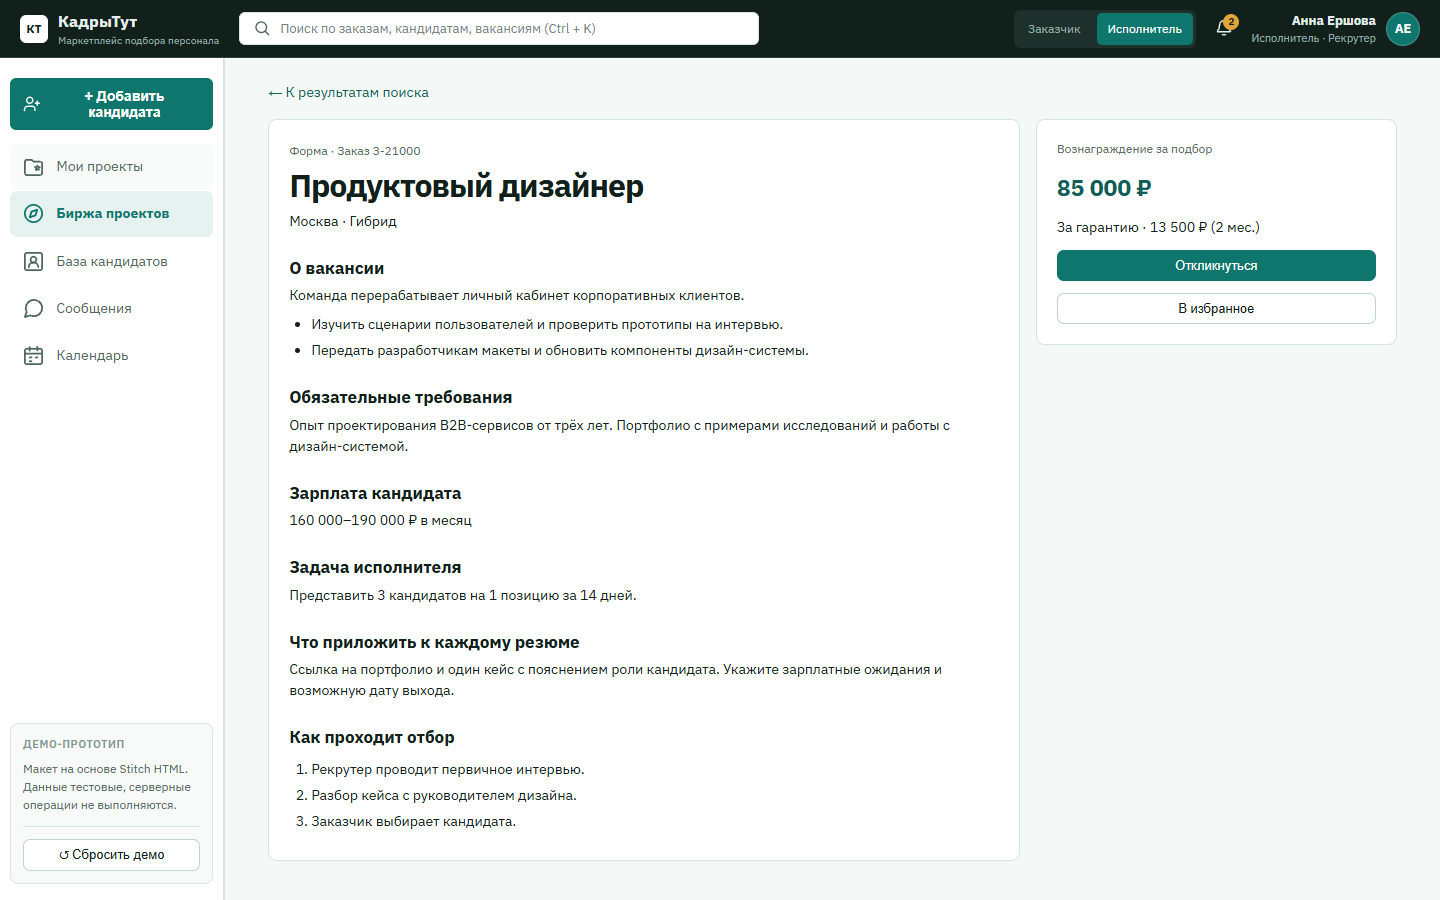 КТ
КадрыТут
Маркетплейс подбора персонала
Поиск по заказам, кандидатам, вакансиям (Ctrl + K)
Заказчик
Исполнитель
2
Анна Ершова
Исполнитель · Рекрутер
АЕ
+ Добавить
кандидата
Мои проекты
Биржа проектов
База кандидатов
Сообщения
Календарь
ДЕМО-ПРОТОТИП
Макет на основе Stitch HTML.
Данные тестовые, серверные
операции не выполняются.
↺ Сбросить демо
← К результатам поиска
Форма · Заказ 3-21000
Продуктовый дизайнер
Москва · Гибрид
О вакансии
Команда перерабатывает личный кабинет корпоративных клиентов.
• Изучить сценарии пользователей и проверить прототипы на интервью.
• Передать разработчикам макеты и обновить компоненты дизайн-системы.
Обязательные требования
Опыт проектирования B2B-сервисов от трёх лет. Портфолио с примерами исследований и работы с
дизайн-системой.
Зарплата кандидата
160 000–190 000 ₽ в месяц
Задача исполнителя
Представить 3 кандидатов на 1 позицию за 14 дней.
Что приложить к каждому резюме
Ссылка на портфолио и один кейс с пояснением роли кандидата. Укажите зарплатные ожидания и
возможную дату выхода.
Как проходит отбор
1. Рекрутер проводит первичное интервью.
2. Разбор кейса с руководителем дизайна.
3. Заказчик выбирает кандидата.
Вознаграждение за подбор
85 000 ₽
За гарантию · 13 500 ₽ (2 мес.)
Откликнуться
В избранное